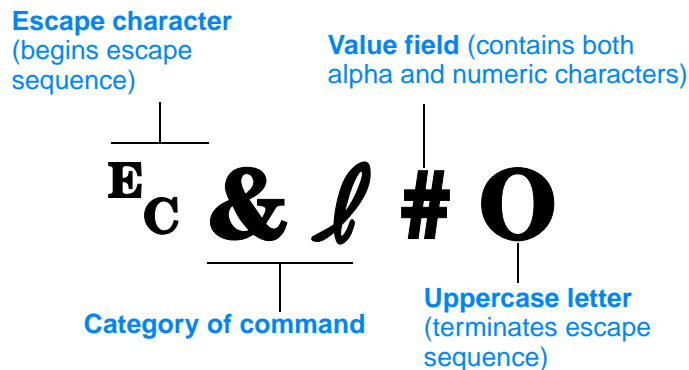 Escape character
(begins escape
sequence)
Value field (contains both
alpha and numeric characters)
E C & ℓ # O
Category of command
Uppercase letter
(terminates escape
sequence)